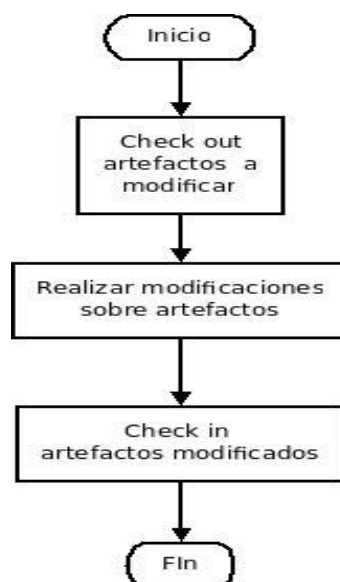 Inicio
Check out
artefactos a
modificar
Realizar modificaciones
sobre artefactos
Check in
artefactos modificados
FIn